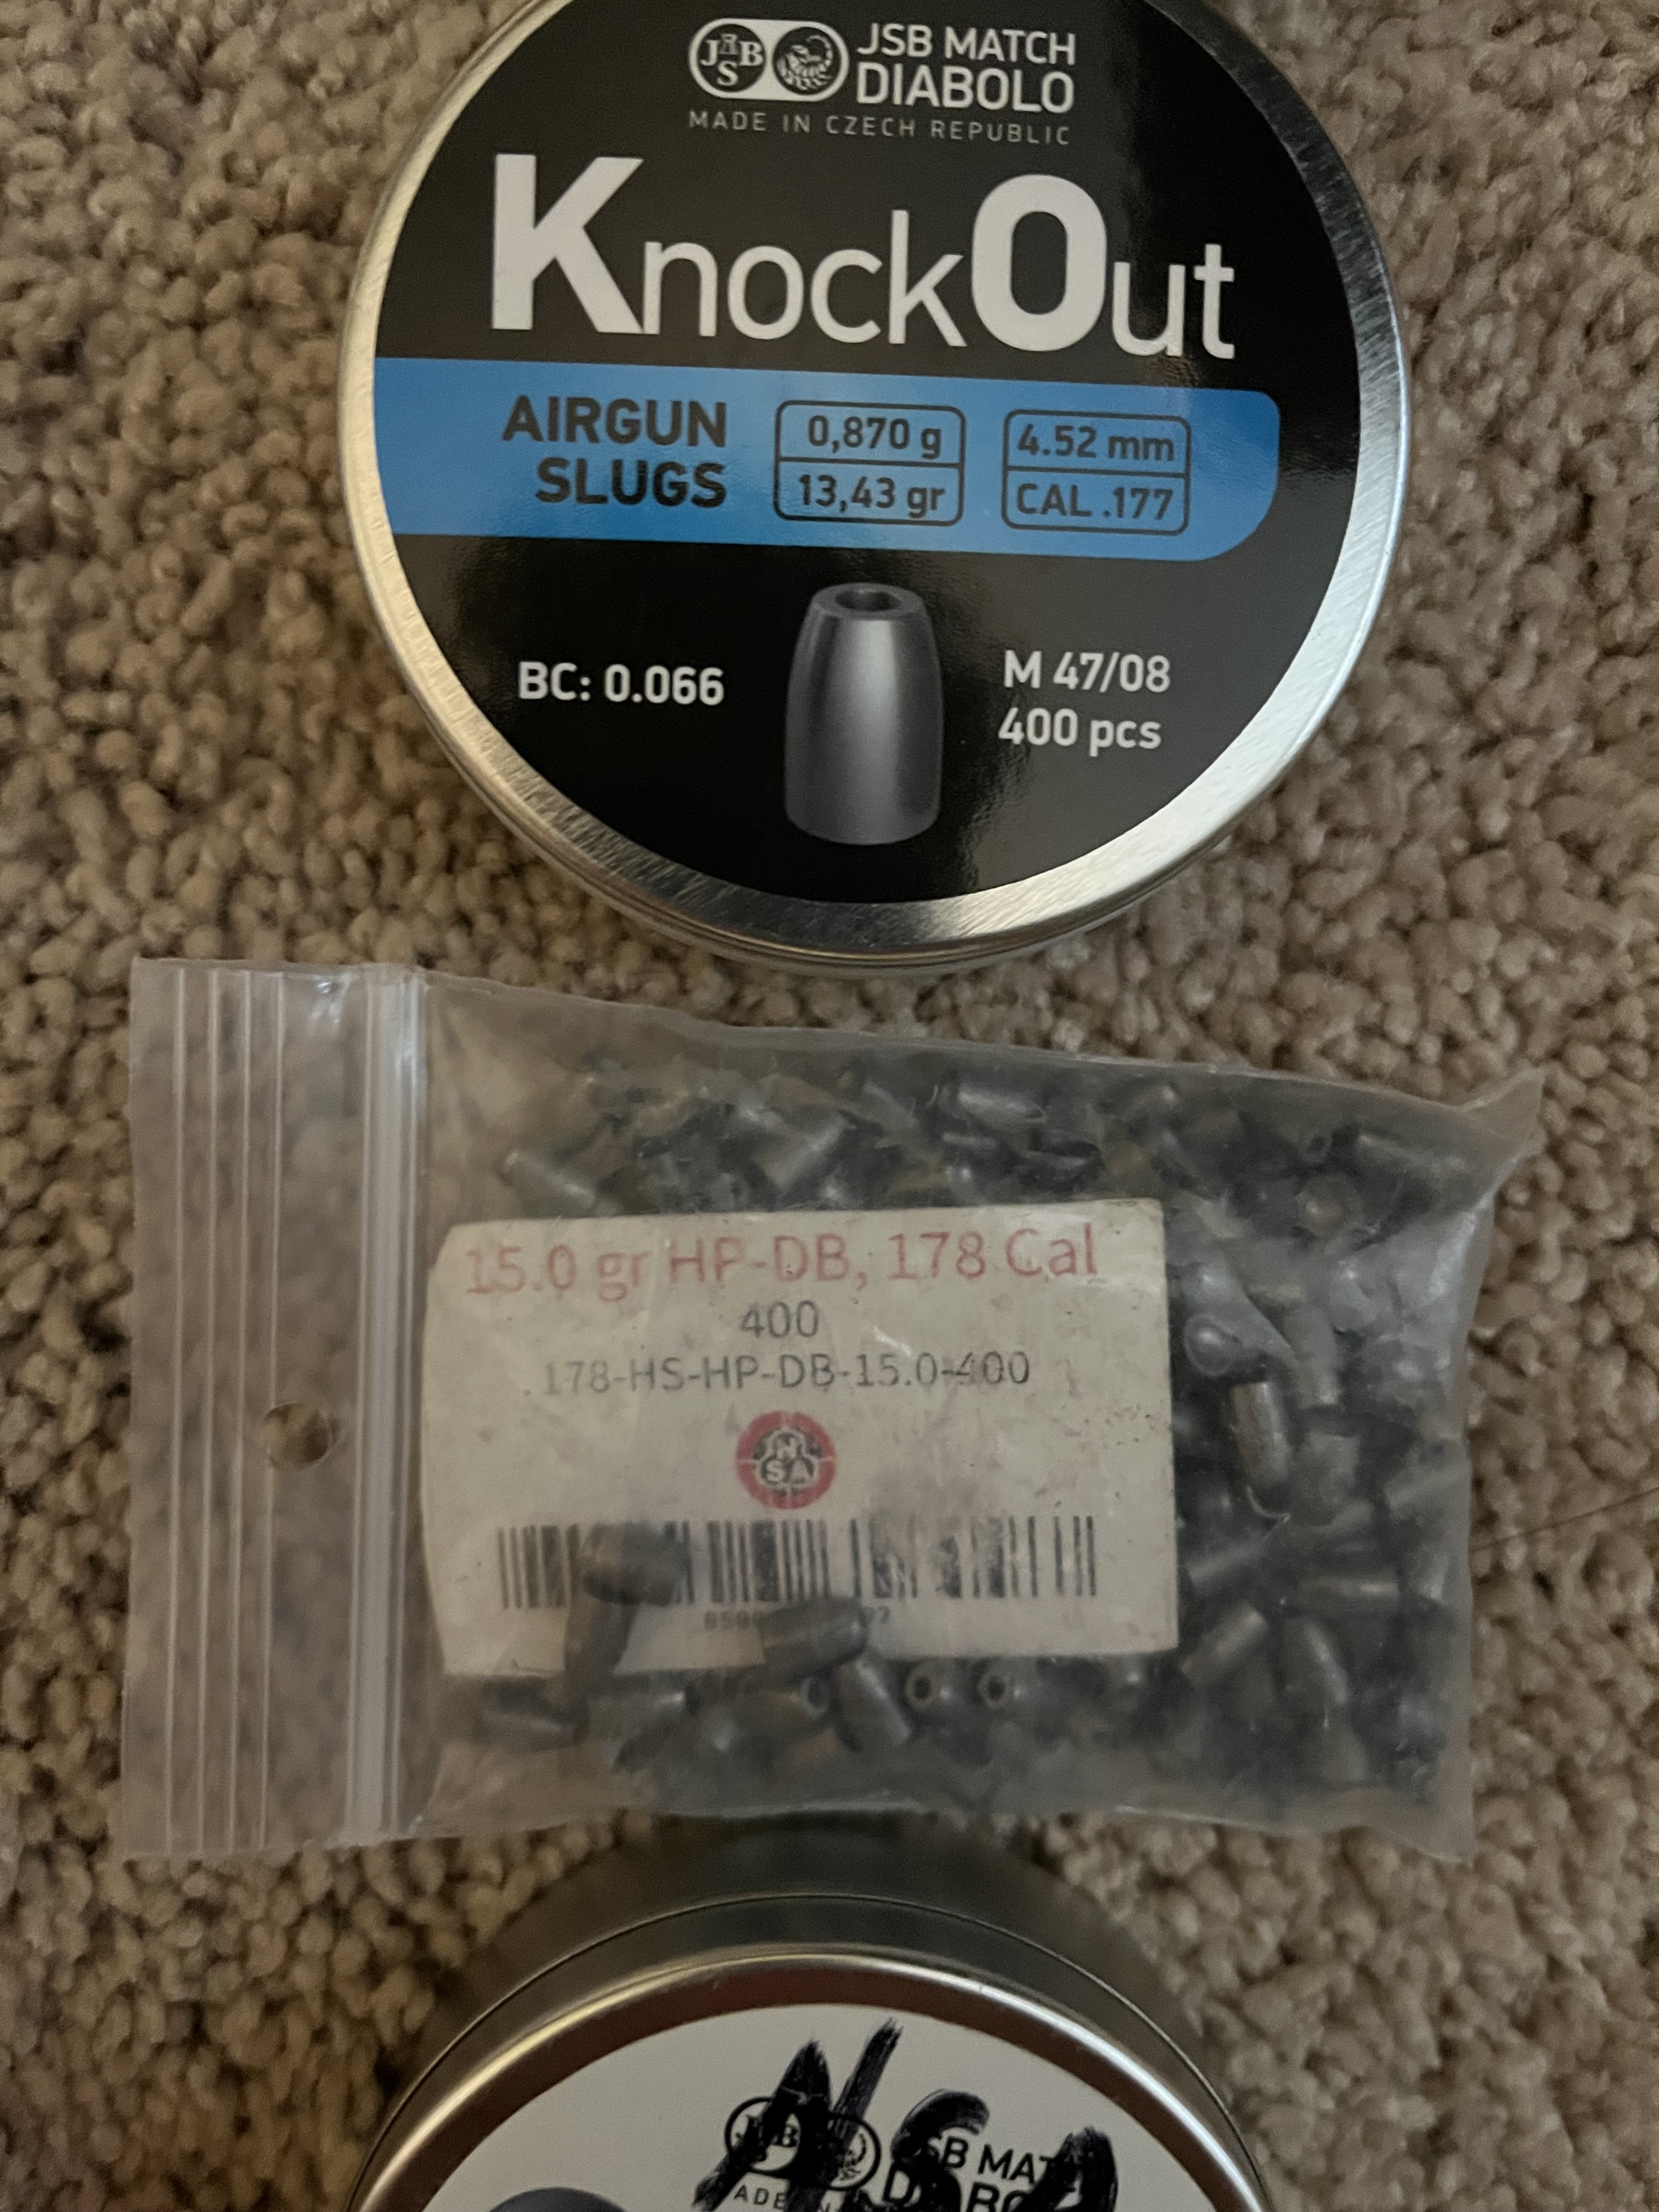 JSB
JSB MATCH
DIABOLO
MADE IN CZECH REPUBLIC
KnockOut
AIRGUN
SLUGS
0,870 g
13,43 gr
4.52 mm
CAL .177
BC: 0.066
M 47/08
400 pcs
15.0 gr HP-DB, 178 Cal
400
.178-HS-HP-DB-15.0-400
NSA
NSA